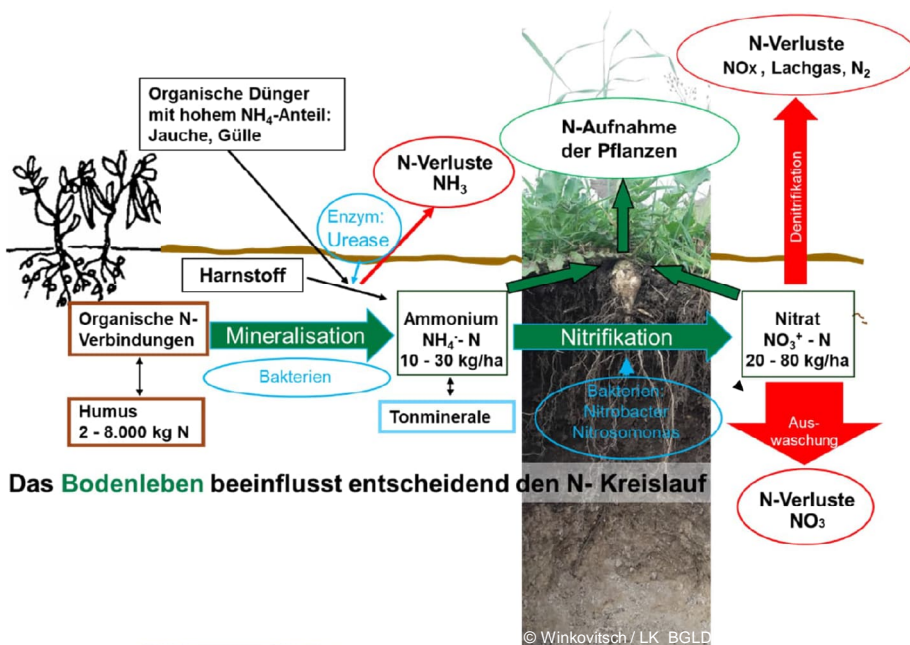 N-Verluste
NOx , Lachgas, N₂
Organische Dünger
mit hohem NH₄-Anteil:
Jauche, Gülle
N-Aufnahme
der Pflanzen
N-Verluste
NH₃
Enzym:
Urease
Denitrifikation
Harnstoff
Organische N-
Verbindungen
Mineralisation
Ammonium
NH₄⁻- N
10 - 30 kg/ha
Nitrifikation
Nitrat
NO₃⁺ - N
20 - 80 kg/ha
Bakterien
Bakterien:
Nitrobacter
Nitrosomonas
Humus
2 - 8.000 kg N
Tonminerale
Aus-
waschung
Das Bodenleben beeinflusst entscheidend den N- Kreislauf
N-Verluste
NO₃
© Winkovitsch / LK BGLD